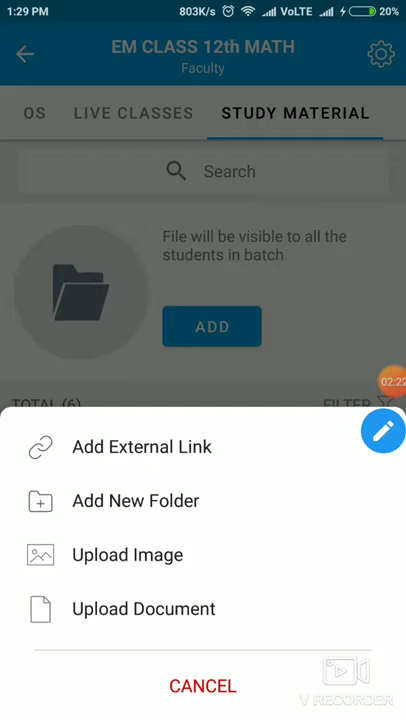 1:29 PM 803K/s VoLTE 20%
EM CLASS 12th MATH
Faculty
OS LIVE CLASSES STUDY MATERIAL
Search
File will be visible to all the
students in batch
ADD
02:22
TOTAL (6) FILTER
Add External Link
Add New Folder
Upload Image
Upload Document
CANCEL
V RECORDER